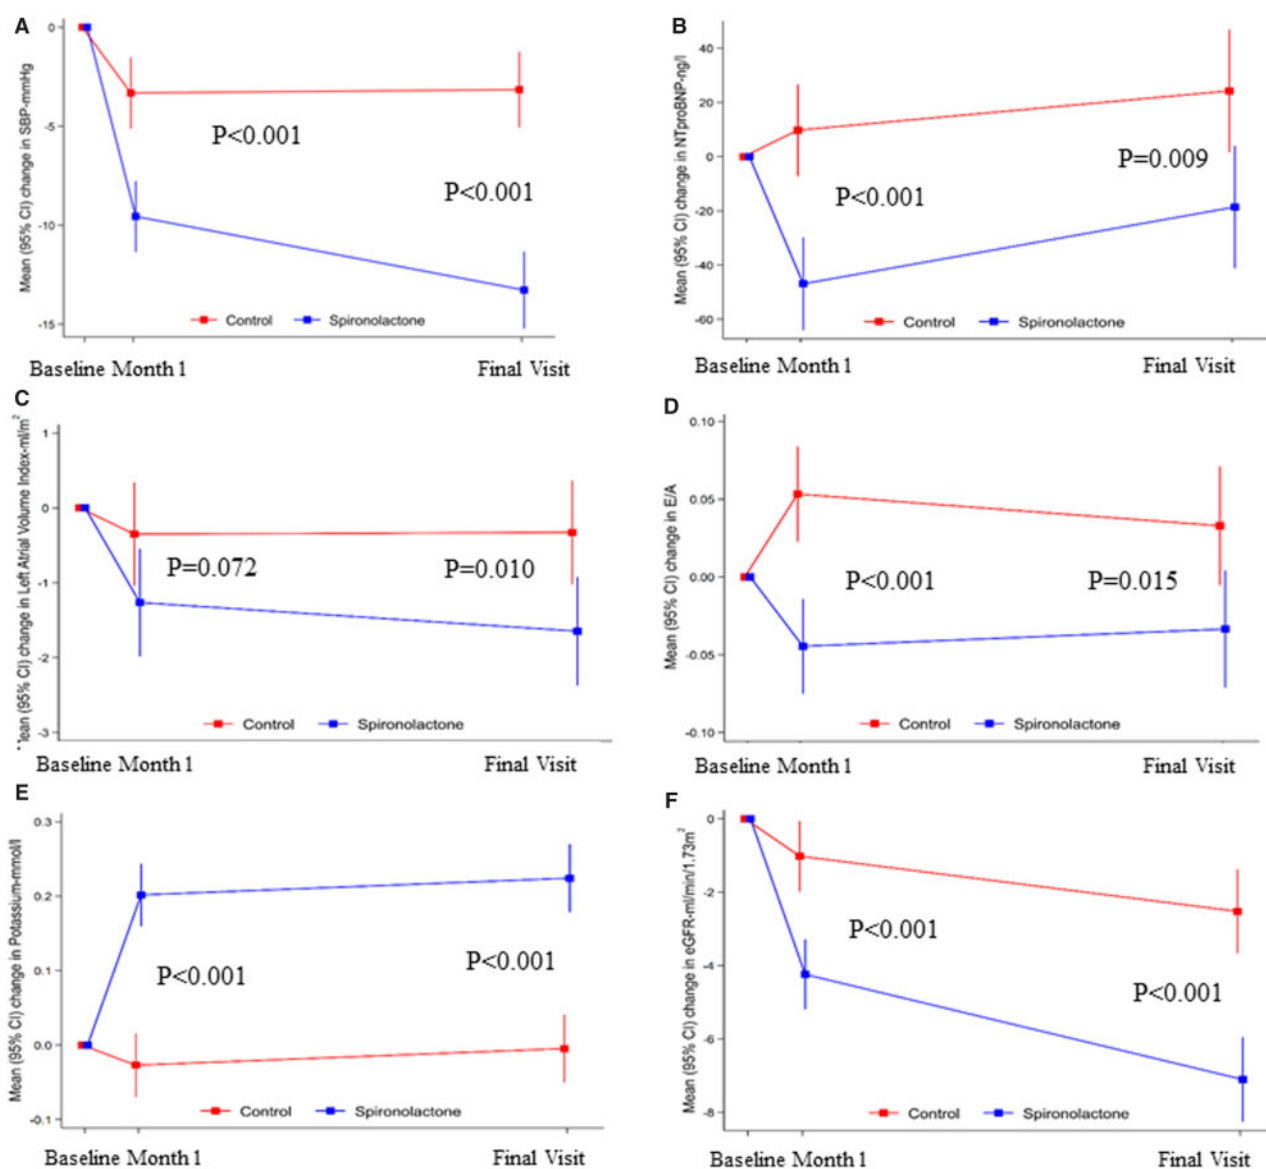 A
Mean (95% CI) change in SBP-mmHg
0
-5
-10
-15
P<0.001
P<0.001
Control Spironolactone
Baseline Month 1 Final Visit
B
Mean (95% CI) change in NTproBNP-ng/l
40
20
0
-20
-40
-60
P<0.001
P=0.009
Control Spironolactone
Baseline Month 1 Final Visit
C
(95% CI) change in Left Atrial Volume Index-ml/m²
1
0
-1
-2
-3
P=0.072
P=0.010
Control Spironolactone
Baseline Month 1 Final Visit
D
Mean (95% CI) change in E/A
0.10
0.05
0.00
-0.05
-0.10
P<0.001
P=0.015
Control Spironolactone
Baseline Month 1 Final Visit
E
Mean (95% CI) change in Potassium-mmol/l
0.3
0.2
0.1
0.0
-0.1
P<0.001
P<0.001
Control Spironolactone
Baseline Month 1 Final Visit
F
Mean (95% CI) change in eGFR-ml/min/1.73m²
0
-2
-4
-6
-8
P<0.001
P<0.001
Control Spironolactone
Baseline Month 1 Final Visit